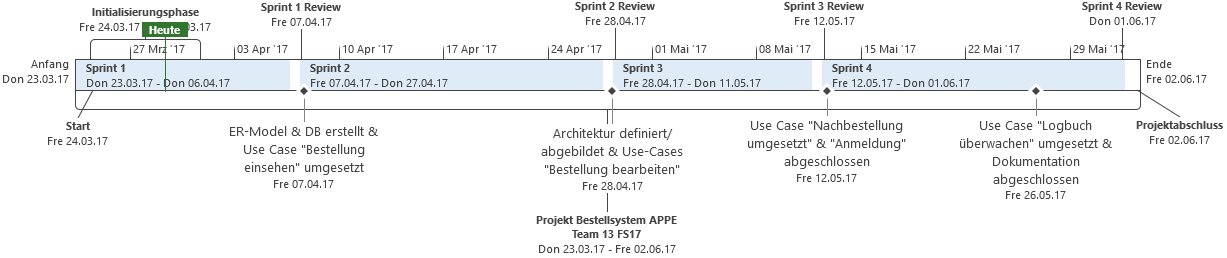 Initialisierungsphase
Fre 24.03.17
03.17
Heute
Sprint 1 Review
Fre 07.04.17
Sprint 2 Review
Fre 28.04.17
Sprint 3 Review
Fre 12.05.17
Sprint 4 Review
Don 01.06.17
27 Mrz '17
03 Apr '17
10 Apr '17
17 Apr '17
24 Apr '17
01 Mai '17
08 Mai '17
15 Mai '17
22 Mai '17
29 Mai '17
Anfang
Don 23.03.17
Sprint 1
Don 23.03.17 - Don 06.04.17
Sprint 2
Fre 07.04.17 - Don 27.04.17
Sprint 3
Fre 28.04.17 - Don 11.05.17
Sprint 4
Fre 12.05.17 - Don 01.06.17
Ende
Fre 02.06.17
Start
Fre 24.03.17
ER-Model & DB erstellt &
Use Case "Bestellung
einsehen" umgesetzt
Fre 07.04.17
Architektur definiert/
abgebildet & Use-Cases
"Bestellung bearbeiten"
Fre 28.04.17
Use Case "Nachbestellung
umgesetzt" & "Anmeldung"
abgeschlossen
Fre 12.05.17
Use Case "Logbuch
überwachen" umgesetzt &
Dokumentation
abgeschlossen
Fre 26.05.17
Projektabschluss
Fre 02.06.17
Projekt Bestellsystem APPE
Team 13 FS17
Don 23.03.17 - Fre 02.06.17